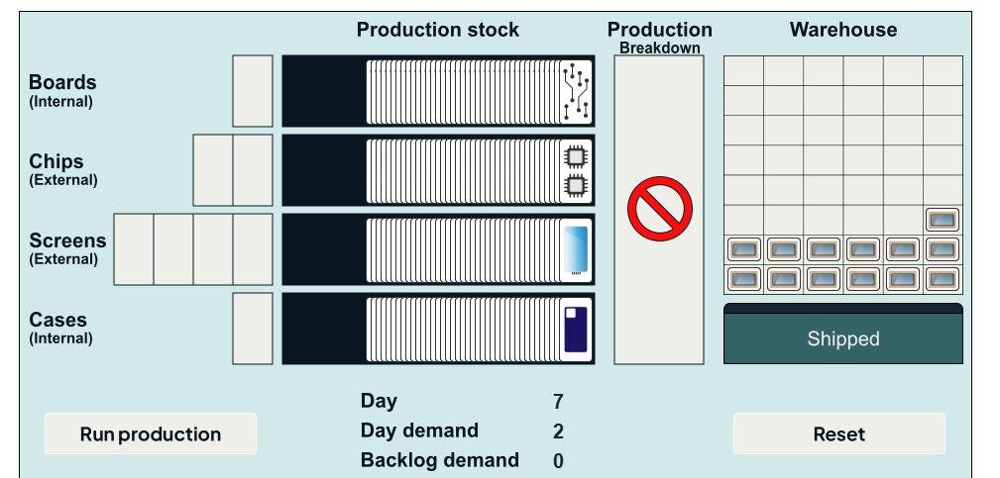 Production stock
Production
Breakdown
Warehouse
Boards
(Internal)
Chips
(External)
Screens
(External)
Cases
(Internal)
Shipped
Day 7
Day demand 2
Backlog demand 0
Run production
Reset